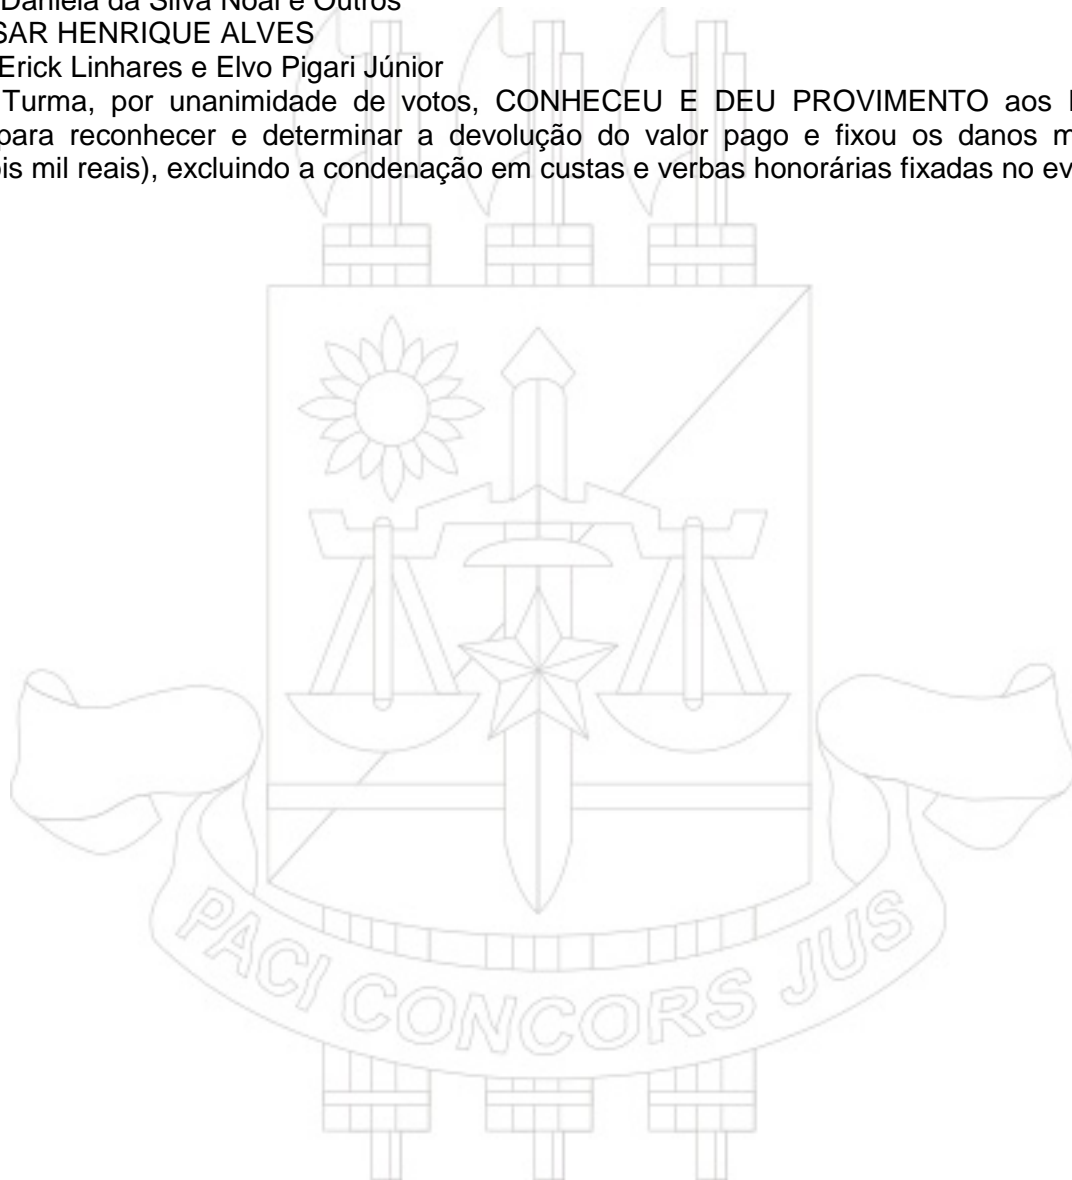 Daniela da Silva Noal e Outros
SAR HENRIQUE ALVES
Erick Linhares e Elvo Pigari Júnior
Turma, por unanimidade de votos, CONHECEU E DEU PROVIMENTO aos
para reconhecer e determinar a devolução do valor pago e fixou os danos m
is mil reais), excluindo a condenação em custas e verbas honorárias fixadas no ev
PACI CONCORS JUS